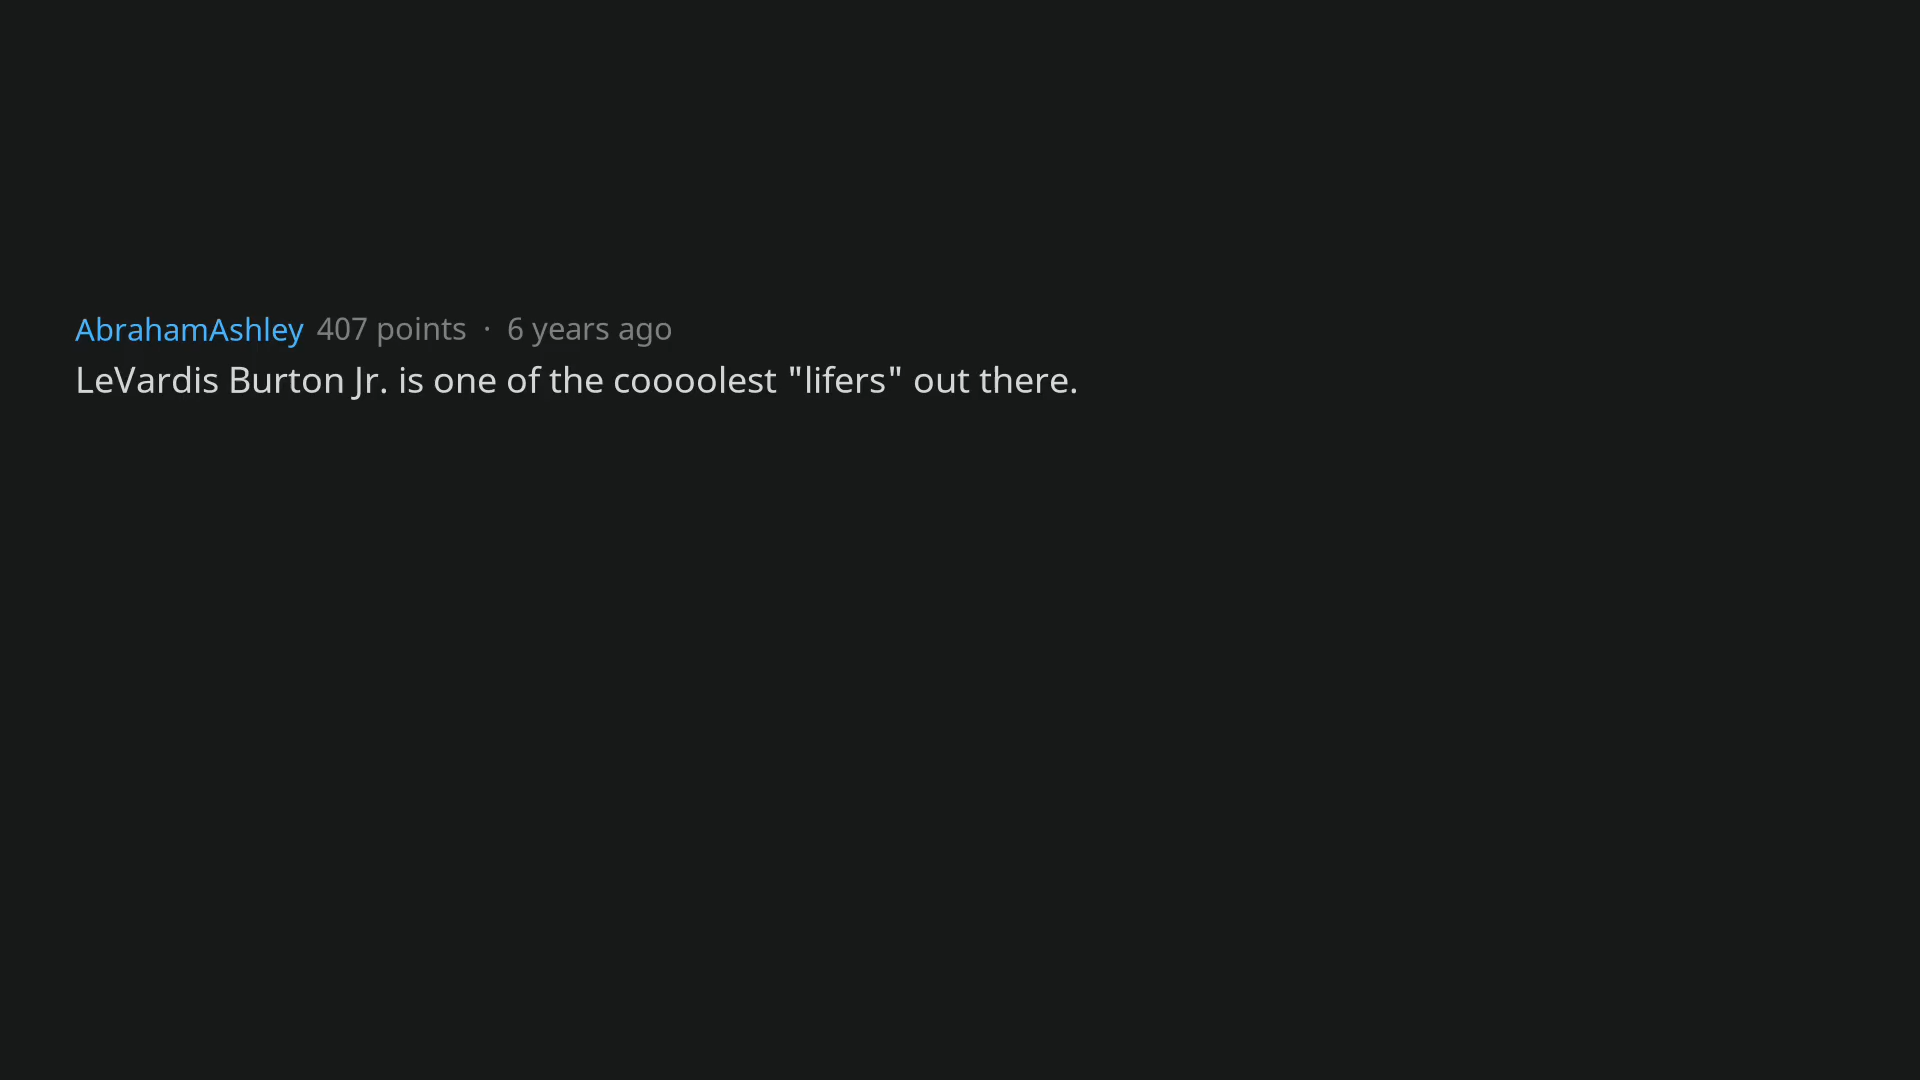 AbrahamAshley 407 points · 6 years ago
LeVardis Burton Jr. is one of the coooolest "lifers" out there.